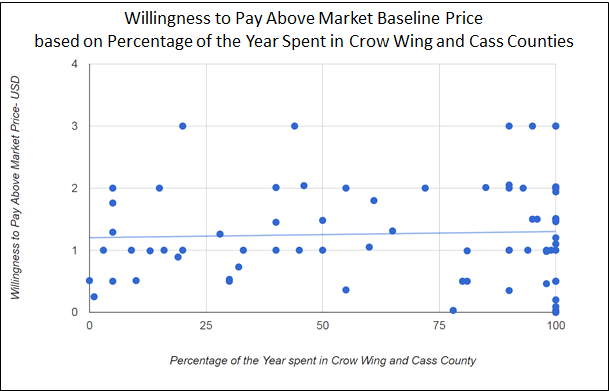 Willingness to Pay Above Market Baseline Price
based on Percentage of the Year Spent in Crow Wing and Cass Counties
Willingness to Pay Above Market Price- USD
4
3
2
1
0
0
25
50
75
100
Percentage of the Year spent in Crow Wing and Cass County